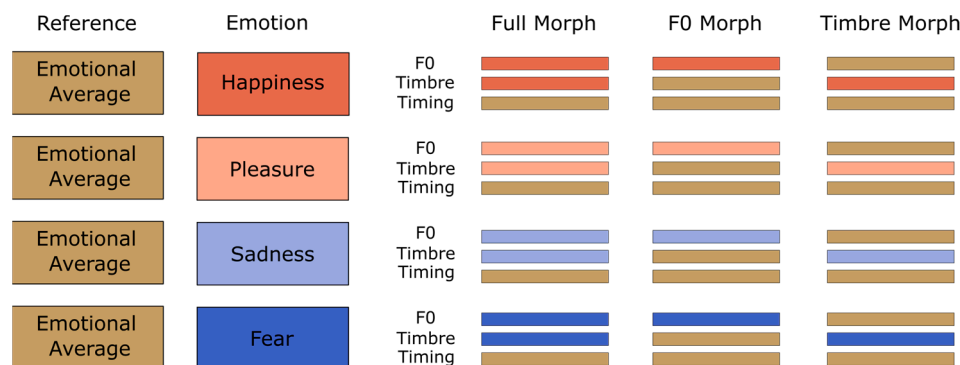 Reference Emotion Full Morph F0 Morph Timbre Morph
Emotional
Average
Happiness
F0
Timbre
Timing
Emotional
Average
Pleasure
F0
Timbre
Timing
Emotional
Average
Sadness
F0
Timbre
Timing
Emotional
Average
Fear
F0
Timbre
Timing